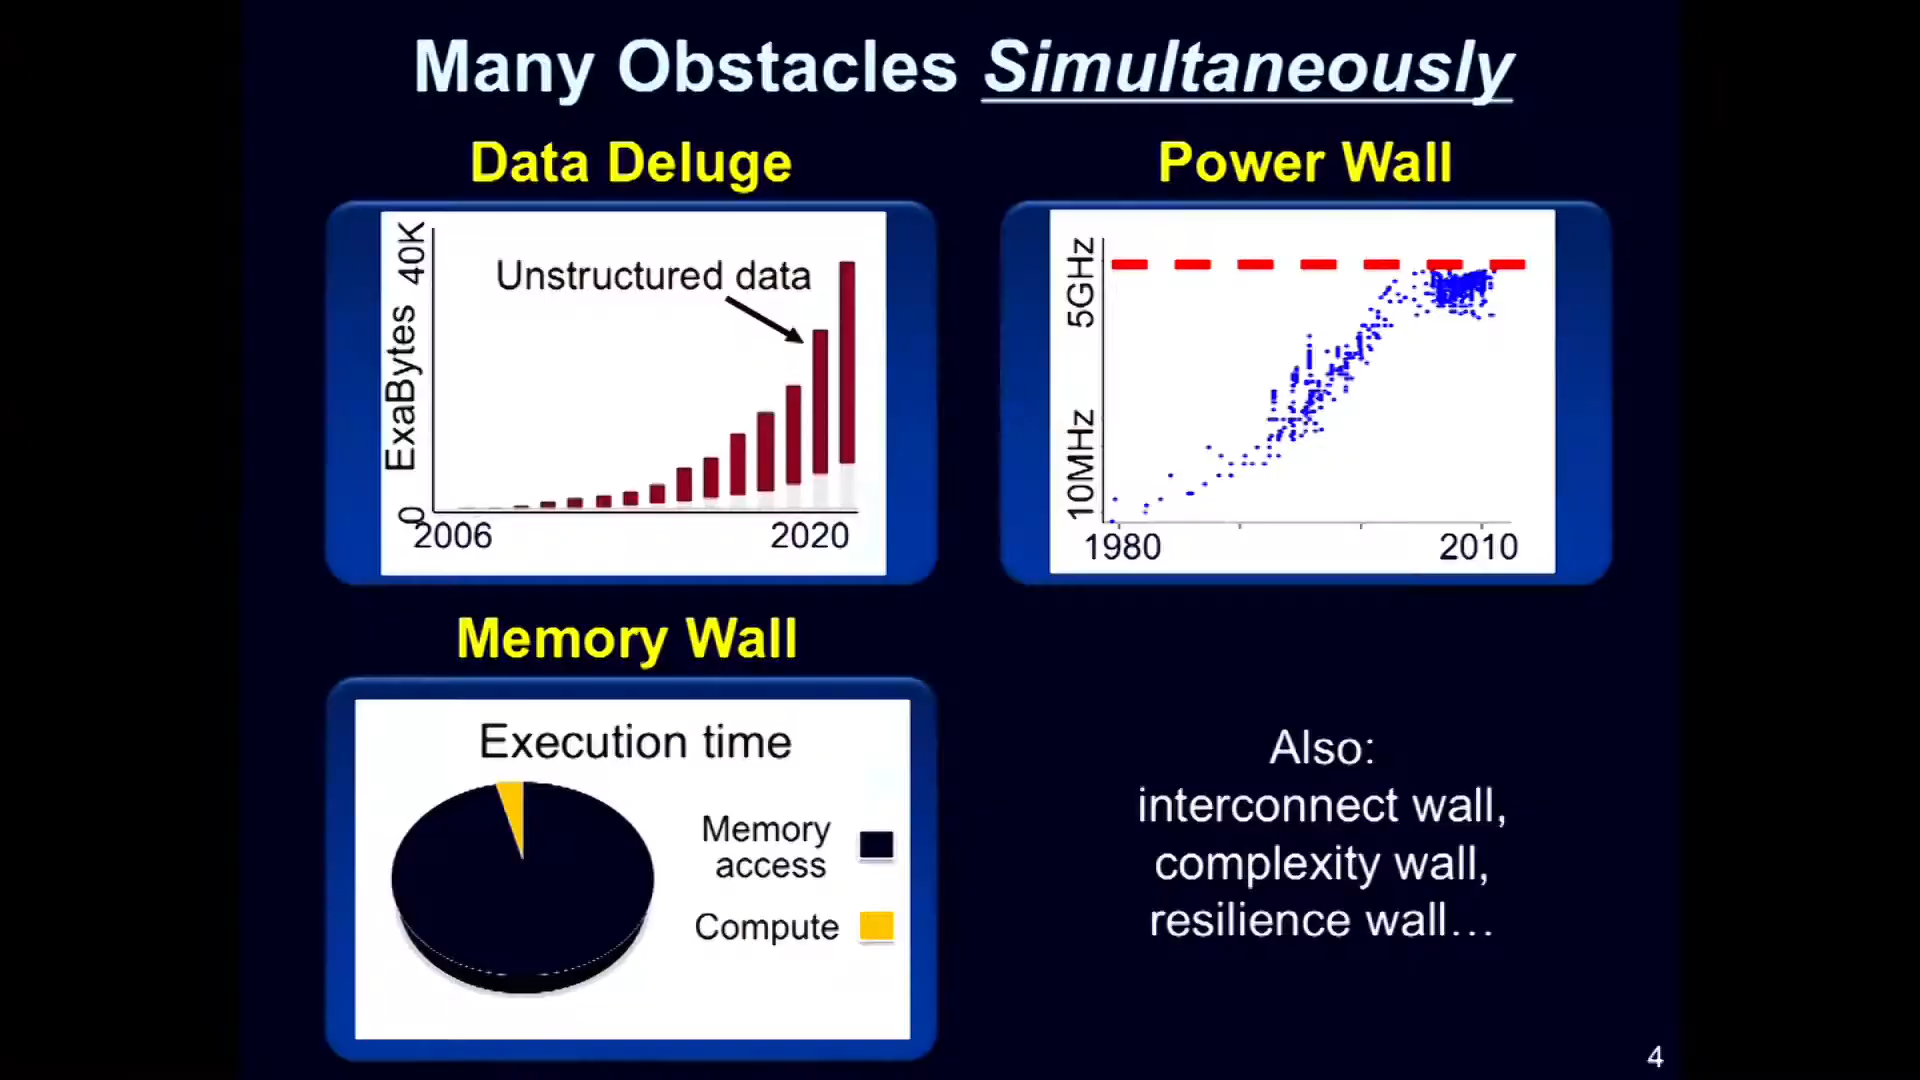 Many Obstacles Simultaneously
Data Deluge
40K
ExaBytes
0
Unstructured data
2006
2020
Power Wall
5GHz
10MHz
1980
2010
Memory Wall
Execution time
Memory
access
Compute
Also:
interconnect wall,
complexity wall,
resilience wall…
4